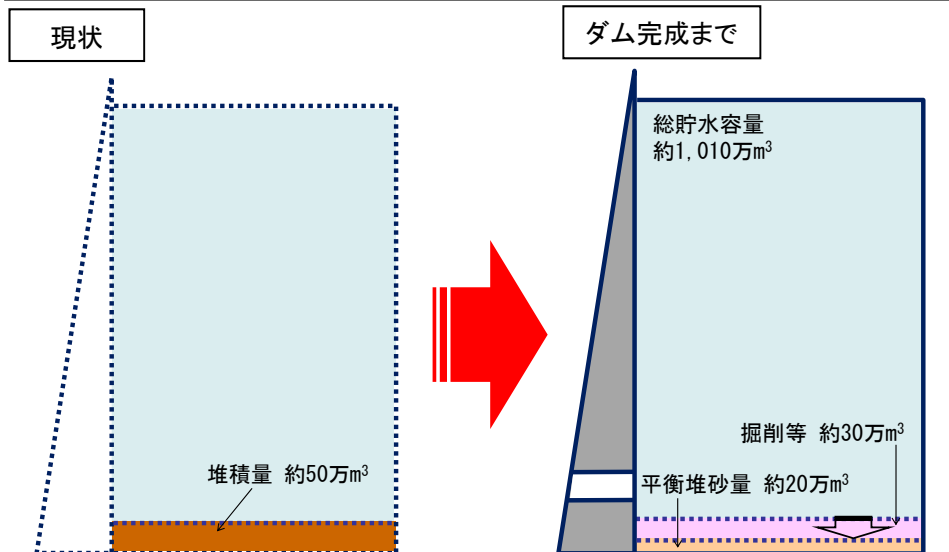 現状
ダム完成まで
総貯水容量
約1,010万m³
堆積量 約50万m³
掘削等 約30万m³
平衡堆砂量 約20万m³